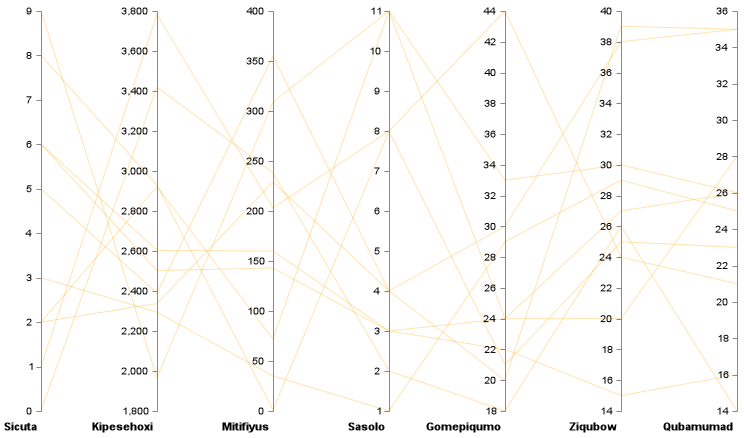 9 3,800 400 11 44 40 36
8 3,600 350 10 42 38 34
7 3,400 300 9 40 36 32
6 3,200 250 8 38 34 30
5 3,000 200 7 36 32 28
4 2,800 150 6 34 30 26
3 2,600 100 5 32 28 24
2 2,400 50 4 30 26 22
1 2,200 0 3 28 24 20
0 2,000 2 26 22 18
1,800 1 24 20 16
22 18 14
20 16
18 14
Sicuta Kipesehoxi Mitifiyus Sasolo Gomepiqumo Ziqubow Qubamumad